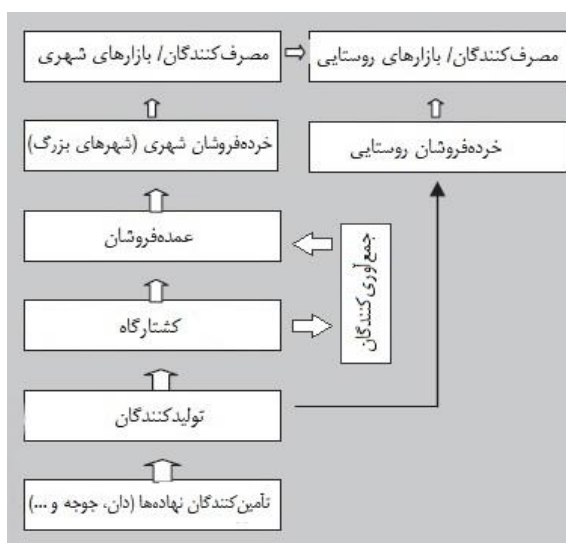 مصرف‌کنندگان/ بازارهای روستایی
مصرف‌کنندگان/ بازارهای شهری
خرده‌فروشان روستایی
خرده‌فروشان شهری (شهرهای بزرگ)
عمده‌فروشان
جمع‌آوری‌کنندگان
کشتارگاه
تولیدکنندگان
تأمین‌کنندگان نهاده‌ها (دان، جوجه و ...)